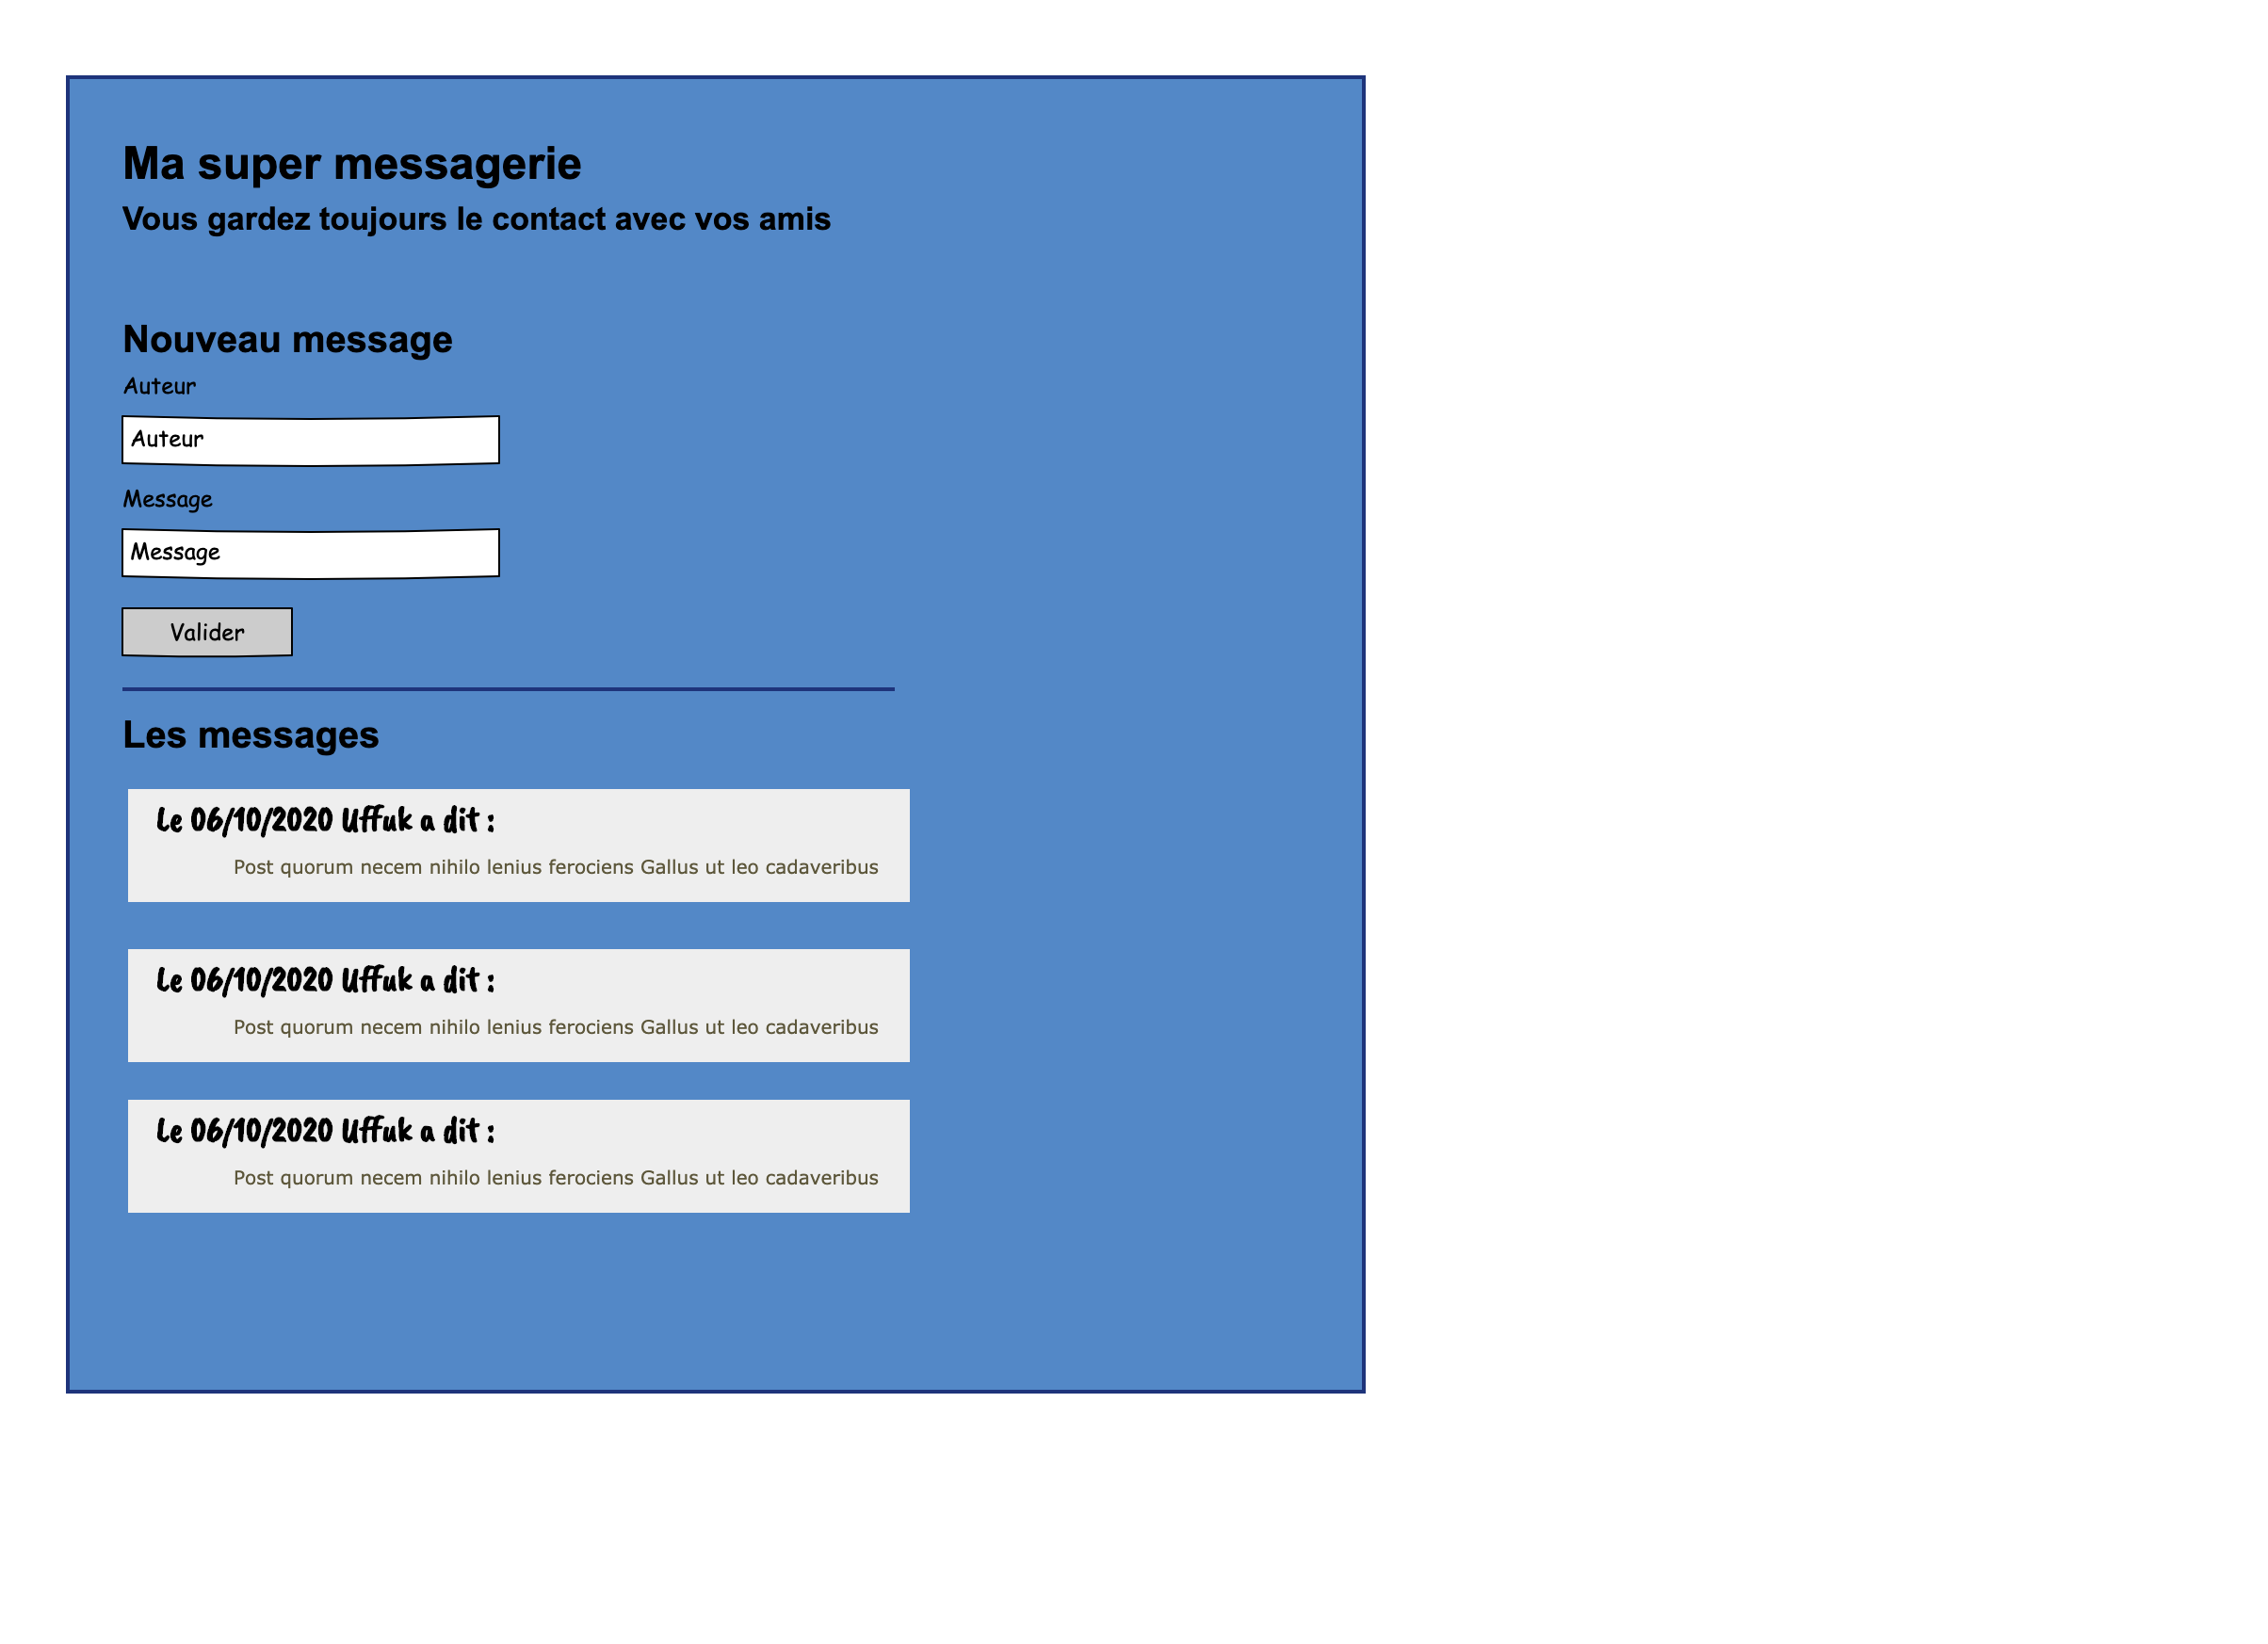 Ma super messagerie
Vous gardez toujours le contact avec vos amis
Nouveau message
Auteur
Auteur
Message
Message
Valider
Les messages
Le 06/10/2020 Uffuk a dit :
Post quorum necem nihilo lenius ferociens Gallus ut leo cadaveribus
Le 06/10/2020 Uffuk a dit :
Post quorum necem nihilo lenius ferociens Gallus ut leo cadaveribus
Le 06/10/2020 Uffuk a dit :
Post quorum necem nihilo lenius ferociens Gallus ut leo cadaveribus